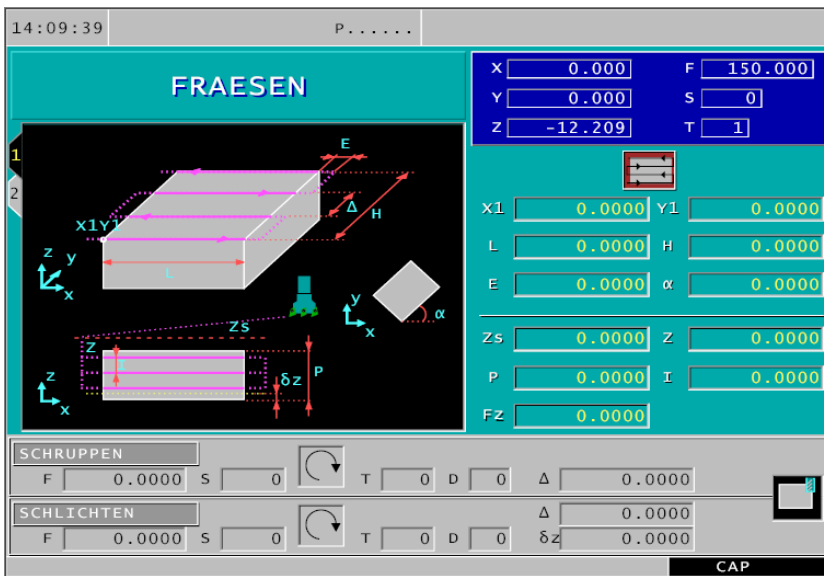 14:09:39 P......
FRAESEN
X 0.000 F 150.000
Y 0.000 S 0
Z -12.209 T 1
1
2
E
Δ
H
X1Y1
z
y
x
L
y
x
α
Zs
Z
I
P
δz
z
x
X1 0.0000 Y1 0.0000
L 0.0000 H 0.0000
E 0.0000 α 0.0000
Zs 0.0000 Z 0.0000
P 0.0000 I 0.0000
Fz 0.0000
SCHRUPPEN
F 0.0000 S 0 T 0 D 0 Δ 0.0000
SCHLICHTEN
Δ 0.0000
F 0.0000 S 0 T 0 D 0 δz 0.0000
CAP